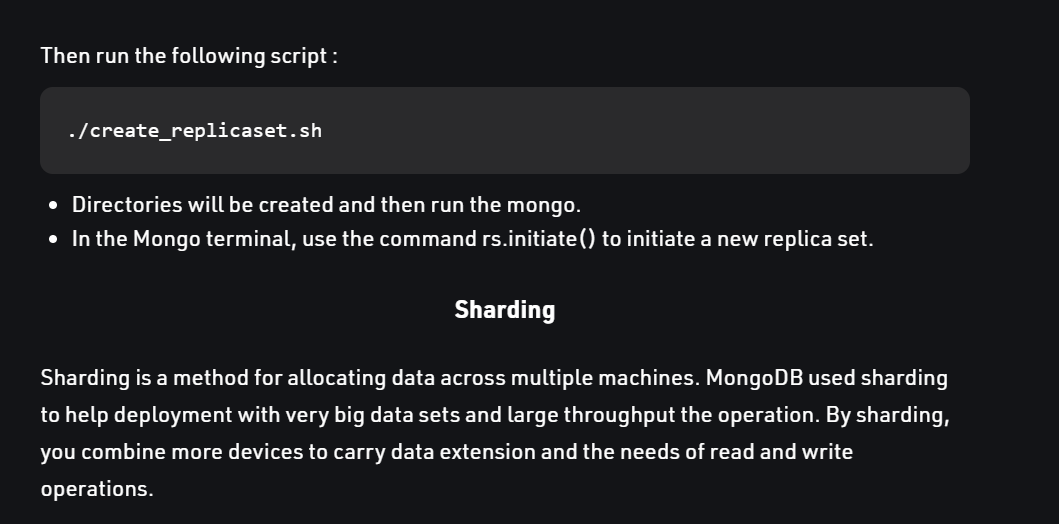 Then run the following script :
./create_replicaset.sh
• Directories will be created and then run the mongo.
• In the Mongo terminal, use the command rs.initiate() to initiate a new replica set.
Sharding
Sharding is a method for allocating data across multiple machines. MongoDB used sharding
to help deployment with very big data sets and large throughput the operation. By sharding,
you combine more devices to carry data extension and the needs of read and write
operations.